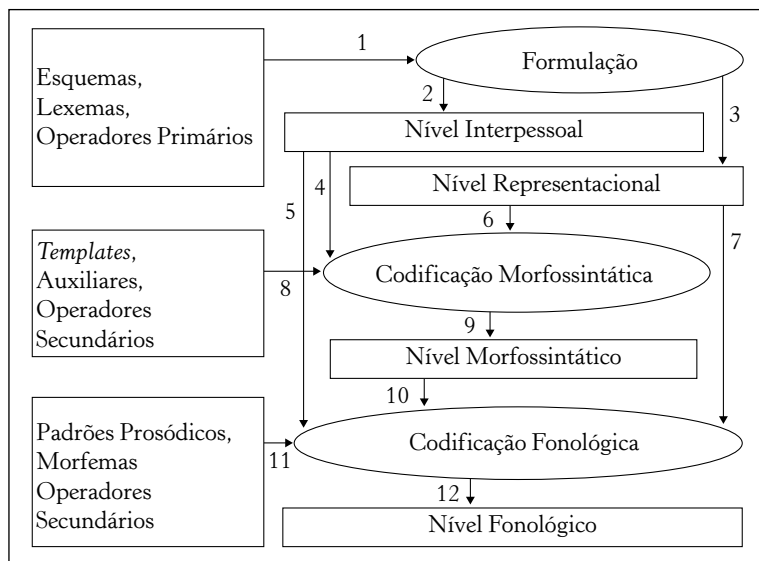 1
Formulação
Esquemas,
Lexemas,
Operadores Primários
2
3
Nível Interpessoal
4
5
Nível Representacional
6
7
Templates,
Auxiliares,
Operadores
Secundários
8
Codificação Morfossintática
9
Nível Morfossintático
10
Padrões Prosódicos,
Morfemas
Operadores
Secundários
11
Codificação Fonológica
12
Nível Fonológico